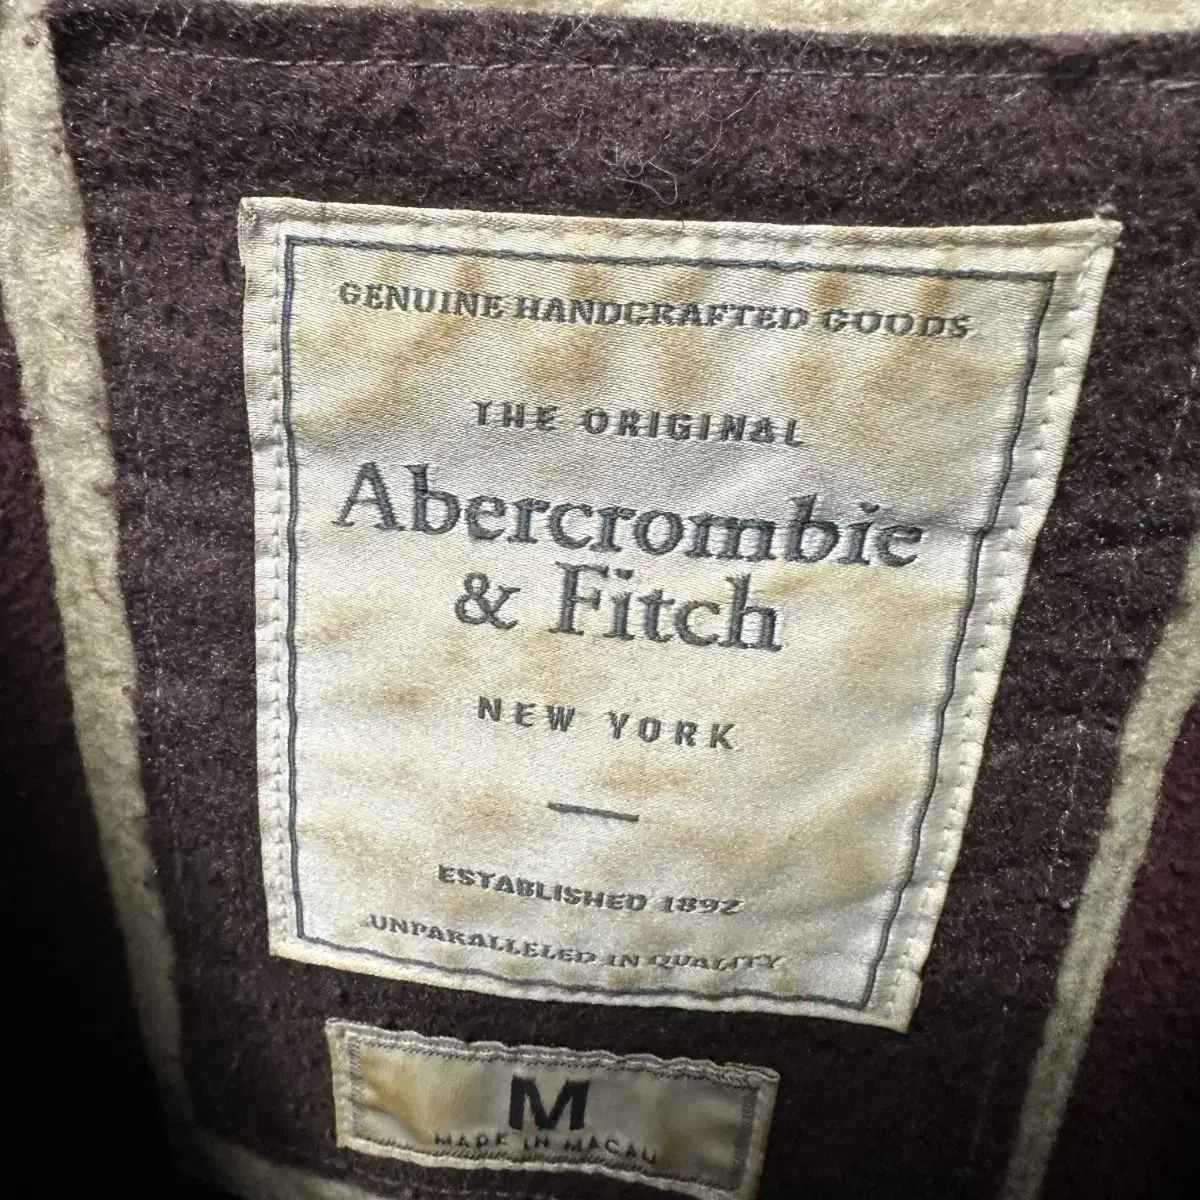 GENUINE HANDCRAFTED GOODS
THE ORIGINAL
Abercrombie
& Fitch
NEW YORK
ESTABLISHED 1892
UNPARALLELED IN QUALITY
M
MADE IN MACAU